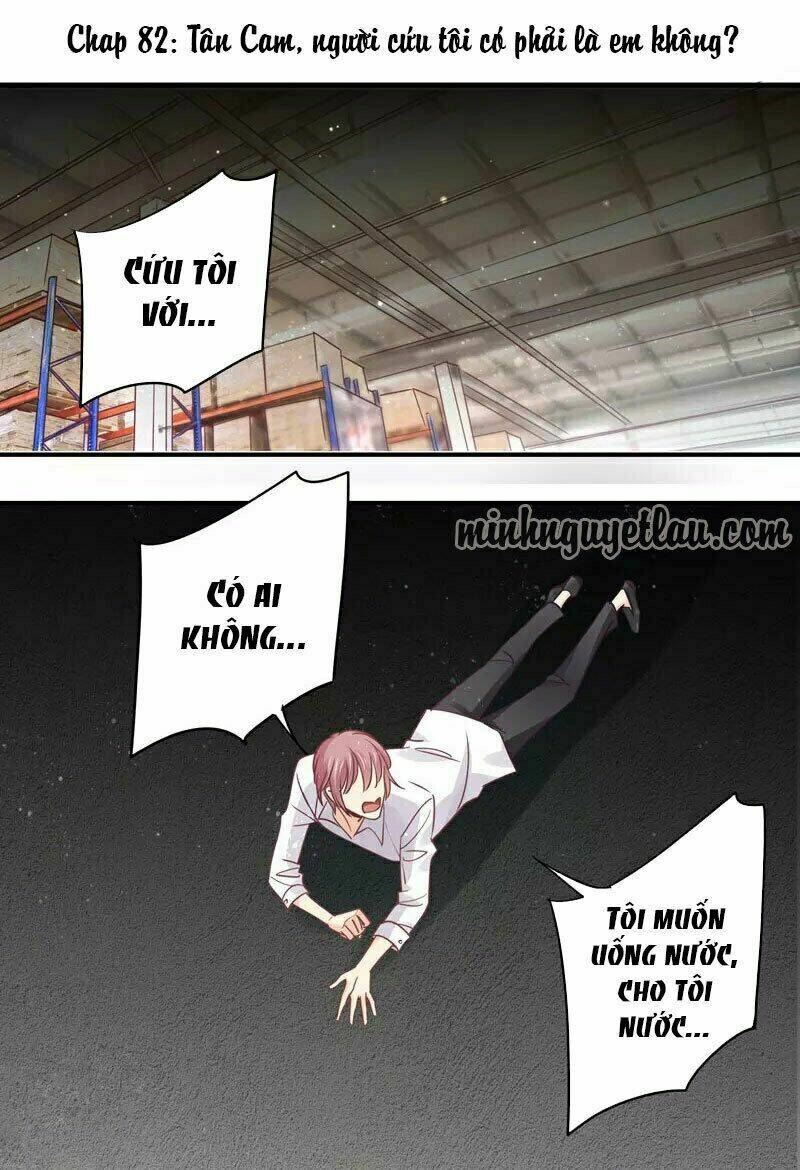 Chap 82: Tân Cam, người cứu tôi có phải là em không?
CỨU TÔI
VỚI...
minhnguyetlau.com
CÓ AI
KHÔNG...
TÔI MUỐN
UỐNG NƯỚC,
CHO TÔI
NƯỚC...